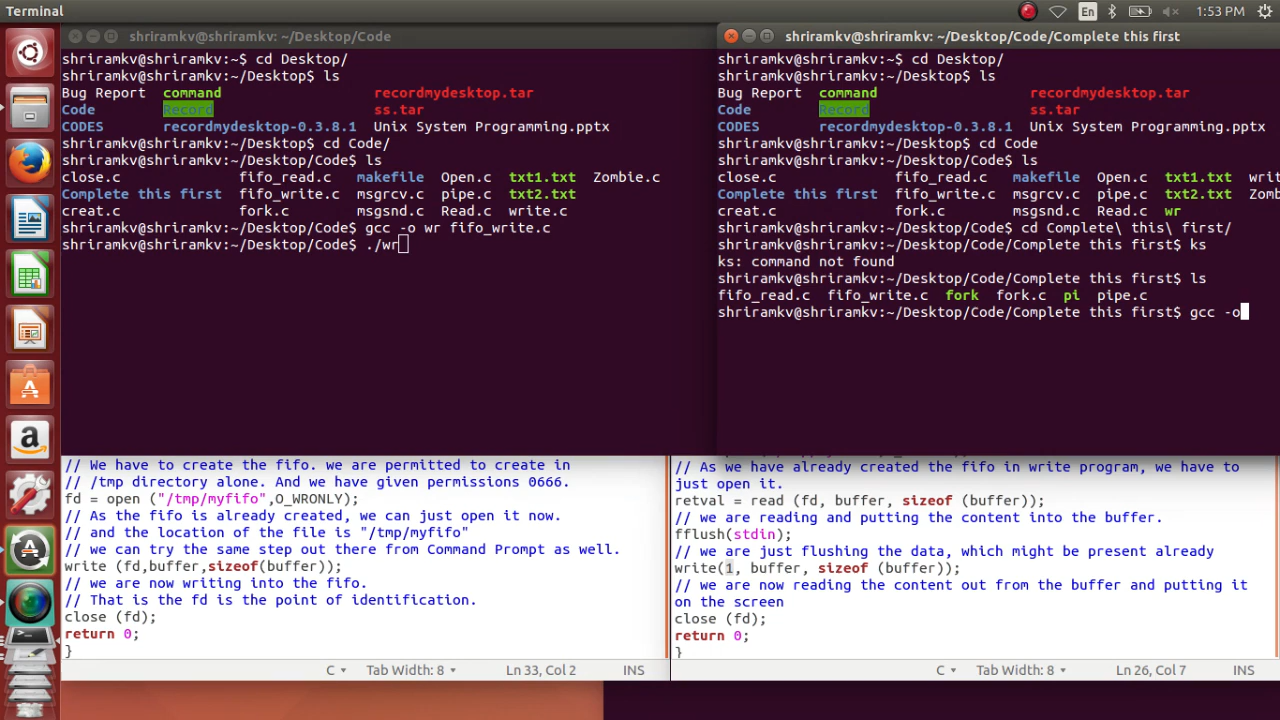 Terminal
En
1:53 PM
shriramkv@shriramkv: ~/Desktop/Code
shriramkv@shriramkv:~$ cd Desktop/
shriramkv@shriramkv:~/Desktop$ ls
Bug Report command recordmydesktop.tar
Code Record ss.tar
CODES recordmydesktop-0.3.8.1 Unix System Programming.pptx
shriramkv@shriramkv:~/Desktop$ cd Code/
shriramkv@shriramkv:~/Desktop/Code$ ls
close.c fifo_read.c makefile Open.c txt1.txt Zombie.c
Complete this first fifo_write.c msgrcv.c pipe.c txt2.txt
creat.c fork.c msgsnd.c Read.c write.c
shriramkv@shriramkv:~/Desktop/Code$ gcc -o wr fifo_write.c
shriramkv@shriramkv:~/Desktop/Code$ ./wr
shriramkv@shriramkv: ~/Desktop/Code/Complete this first
shriramkv@shriramkv:~$ cd Desktop/
shriramkv@shriramkv:~/Desktop$ ls
Bug Report command recordmydesktop.tar
Code Record ss.tar
CODES recordmydesktop-0.3.8.1 Unix System Programming.pptx
shriramkv@shriramkv:~/Desktop$ cd Code
shriramkv@shriramkv:~/Desktop/Code$ ls
close.c fifo_read.c makefile Open.c txt1.txt writ
Complete this first fifo_write.c msgrcv.c pipe.c txt2.txt Zomb
creat.c fork.c msgsnd.c Read.c wr
shriramkv@shriramkv:~/Desktop/Code$ cd Complete\ this\ first/
shriramkv@shriramkv:~/Desktop/Code/Complete this first$ ks
ks: command not found
shriramkv@shriramkv:~/Desktop/Code/Complete this first$ ls
fifo_read.c fifo_write.c fork fork.c pi pipe.c
shriramkv@shriramkv:~/Desktop/Code/Complete this first$ gcc -o
// We have to create the fifo. we are permitted to create in
// /tmp directory alone. And we have given permissions 0666.
fd = open ("/tmp/myfifo",O_WRONLY);
// As the fifo is already created, we can just open it now.
// and the location of the file is "/tmp/myfifo"
// we can try the same step out there from Command Prompt as well.
write (fd,buffer,sizeof(buffer));
// we are now writing into the fifo.
// That is the fd is the point of identification.
close (fd);
return 0;
}
C Tab Width: 8 Ln 33, Col 2 INS
// As we have already created the fifo in write program, we have to
just open it.
retval = read (fd, buffer, sizeof (buffer));
// we are reading and putting the content into the buffer.
fflush(stdin);
// we are just flushing the data, which might be present already
write(1, buffer, sizeof (buffer));
// we are now reading the content out from the buffer and putting it
on the screen
close (fd);
return 0;
}
C Tab Width: 8 Ln 26, Col 7 INS